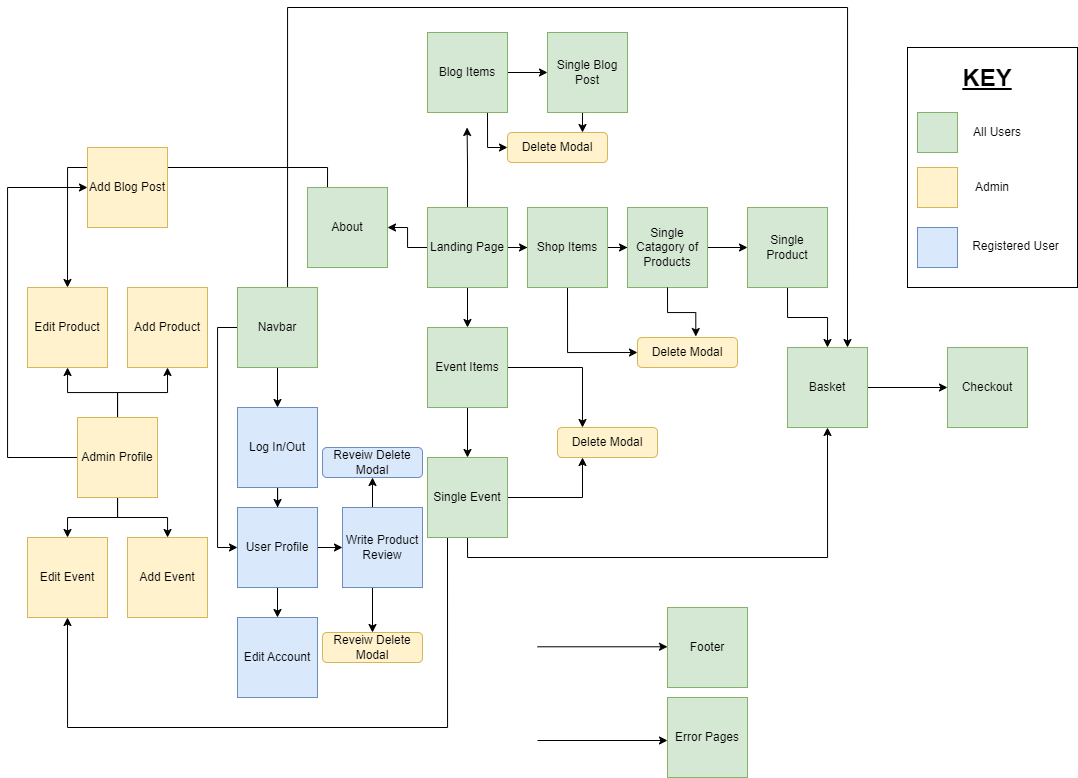 Blog Items
Single Blog
Post
KEY
All Users
Delete Modal
Add Blog Post
Admin
About
Landing Page
Shop Items
Single
Catagory of
Products
Single
Product
Registered User
Edit Product
Add Product
Navbar
Event Items
Delete Modal
Basket
Checkout
Admin Profile
Log In/Out
Reveiw Delete
Modal
Delete Modal
Single Event
Edit Event
Add Event
User Profile
Write Product
Review
Edit Account
Reveiw Delete
Modal
Footer
Error Pages